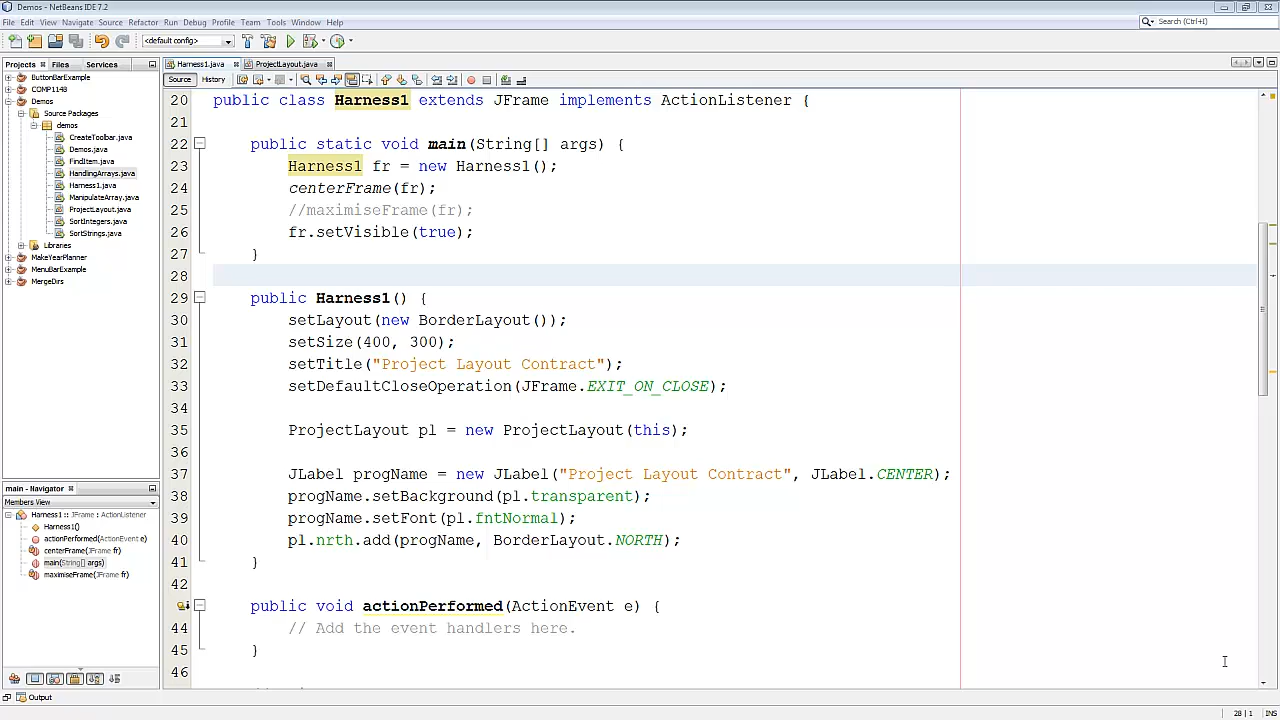 Demos - NetBeans IDE 7.2
File Edit View Navigate Source Refactor Run Debug Profile Team Tools Window Help
Search (Ctrl+I)
<default config>
Projects Files Services
Harness1.java ProjectLayout.java
Source History
ButtonBarExample
COMP1148
Demos
Source Packages
demos
CreateToolbar.java
Demos.java
FindItem.java
HandlingArrays.java
Harness1.java
ManipulateArray.java
ProjectLayout.java
SortIntegers.java
SortStrings.java
Libraries
MakeYearPlanner
MenuBarExample
MergeDirs
main - Navigator
Members View
Harness1 :: JFrame : ActionListener
Harness1()
actionPerformed(ActionEvent e)
centerFrame(JFrame fr)
main(String[] args)
maximiseFrame(JFrame fr)
20 public class Harness1 extends JFrame implements ActionListener {
21
22 public static void main(String[] args) {
23 Harness1 fr = new Harness1();
24 centerFrame(fr);
25 //maximiseFrame(fr);
26 fr.setVisible(true);
27 }
28
29 public Harness1() {
30 setLayout(new BorderLayout());
31 setSize(400, 300);
32 setTitle("Project Layout Contract");
33 setDefaultCloseOperation(JFrame.EXIT_ON_CLOSE);
34
35 ProjectLayout pl = new ProjectLayout(this);
36
37 JLabel progName = new JLabel("Project Layout Contract", JLabel.CENTER);
38 progName.setBackground(pl.transparent);
39 progName.setFont(pl.fntNormal);
40 pl.nrth.add(progName, BorderLayout.NORTH);
41 }
42
public void actionPerformed(ActionEvent e) {
44 // Add the event handlers here.
45 }
46
Output
28 | 1 INS